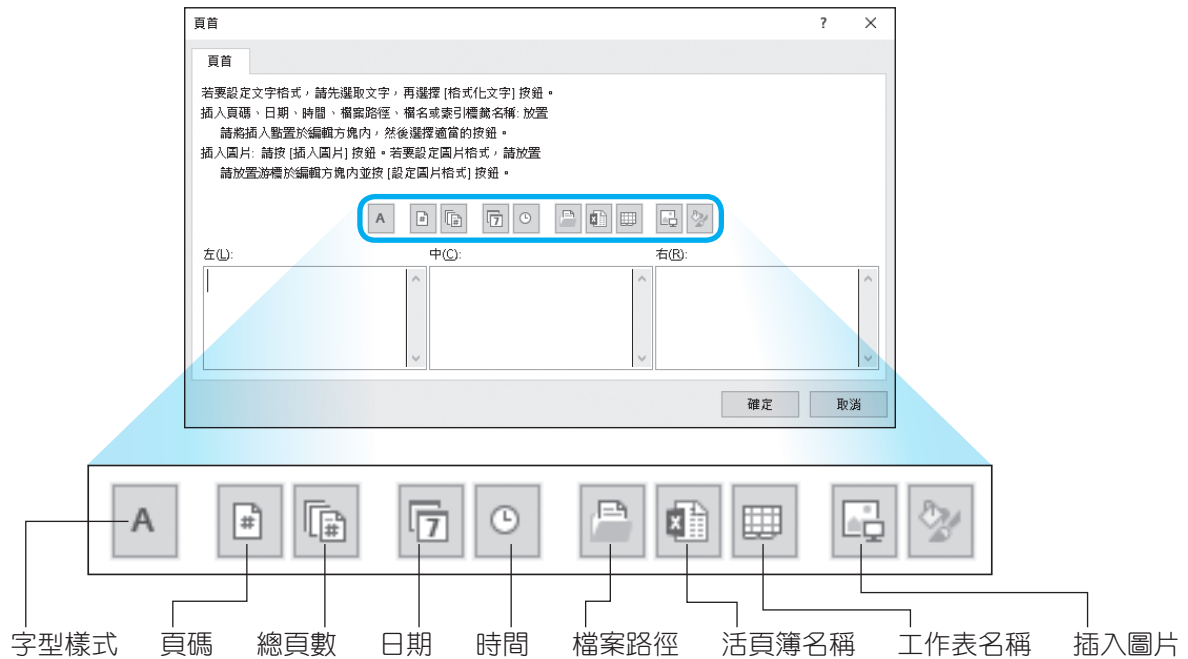 頁首 ? ×
頁首
若要設定文字格式，請先選取文字，再選擇 [格式化文字] 按鈕。
插入頁碼、日期、時間、檔案路徑、檔名或索引標籤名稱: 放置
請將插入點置於編輯方塊內，然後選擇適當的按鈕。
插入圖片: 請按 [插入圖片] 按鈕。若要設定圖片格式，請放置
請放置游標於編輯方塊內並按 [設定圖片格式] 按鈕。
A # # 7 X
左(L): 中(C): 右(R):
確定 取消
A # # 7 X
字型樣式 頁碼 總頁數 日期 時間 檔案路徑 活頁簿名稱 工作表名稱 插入圖片